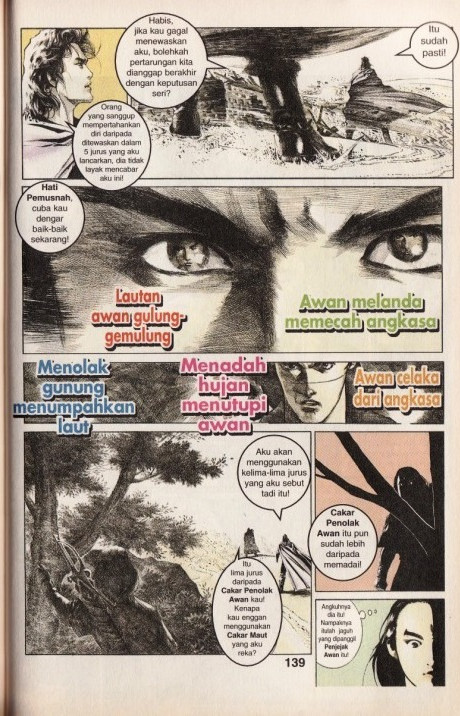 Habis,
jika kau gagal
menewaskan
aku, bolehkah
pertarungan kita
dianggap berakhir
dengan keputusan
seri?
Itu
sudah
pasti!
Orang
yang sanggup
mempertahankan
diri daripada
ditewaskan dalam
5 jurus yang aku
lancarkan, dia tidak
layak mencabar
aku ini!
Hati
Pemusnah,
cuba kau
dengar
baik-baik
sekarang!
Lautan
awan gulung-
gemulung
Awan melanda
memecah angkasa
Menolak
gunung
menumpahkan
laut
Menadah
hujan
menutupi
awan
Awan celaka
dari angkasa
Aku akan
menggunakan
kelima-lima jurus
yang aku sebut
tadi itu!
Itu
lima jurus
daripada
Cakar Penolak
Awan kau!
Kenapa
kau enggan
menggunakan
Cakar Maut
yang aku
reka?
Cakar
Penolak
Awan itu pun
sudah lebih
daripada
memadai!
Angkuhnya
dia itu!
Nampaknya
itulah jaguh
yang dipanggil
Penjejak
Awan itu!
139